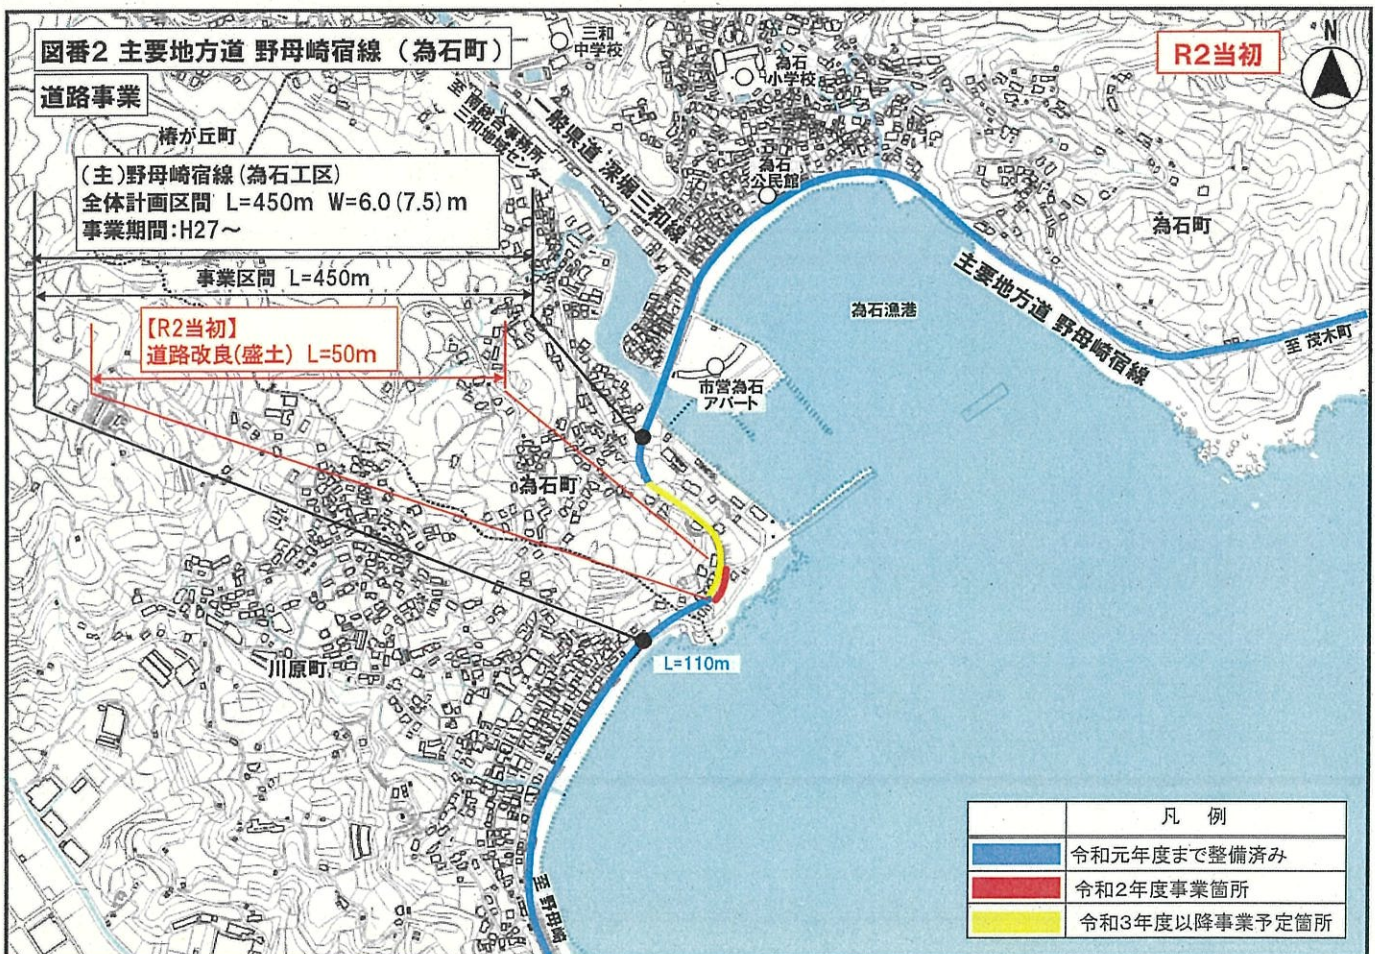 図番2 主要地方道 野母崎宿線 (為石町)
道路事業
R2当初
N
三和
中学校
為石
小学校
椿が丘町
至 南総合事務所
三和地域センター
一般県道 深堀三和線
為石
公民館
(主)野母崎宿線(為石工区)
全体計画区間 L=450m W=6.0(7.5)m
事業期間:H27~
事業区間 L=450m
【R2当初】
道路改良(盛土) L=50m
為石町
主要地方道 野母崎宿線
為石漁港
至 茂木町
市営為石
アパート
為石町
川原町
L=110m
至 野母崎
凡 例
令和元年度まで整備済み
令和2年度事業箇所
令和3年度以降事業予定箇所